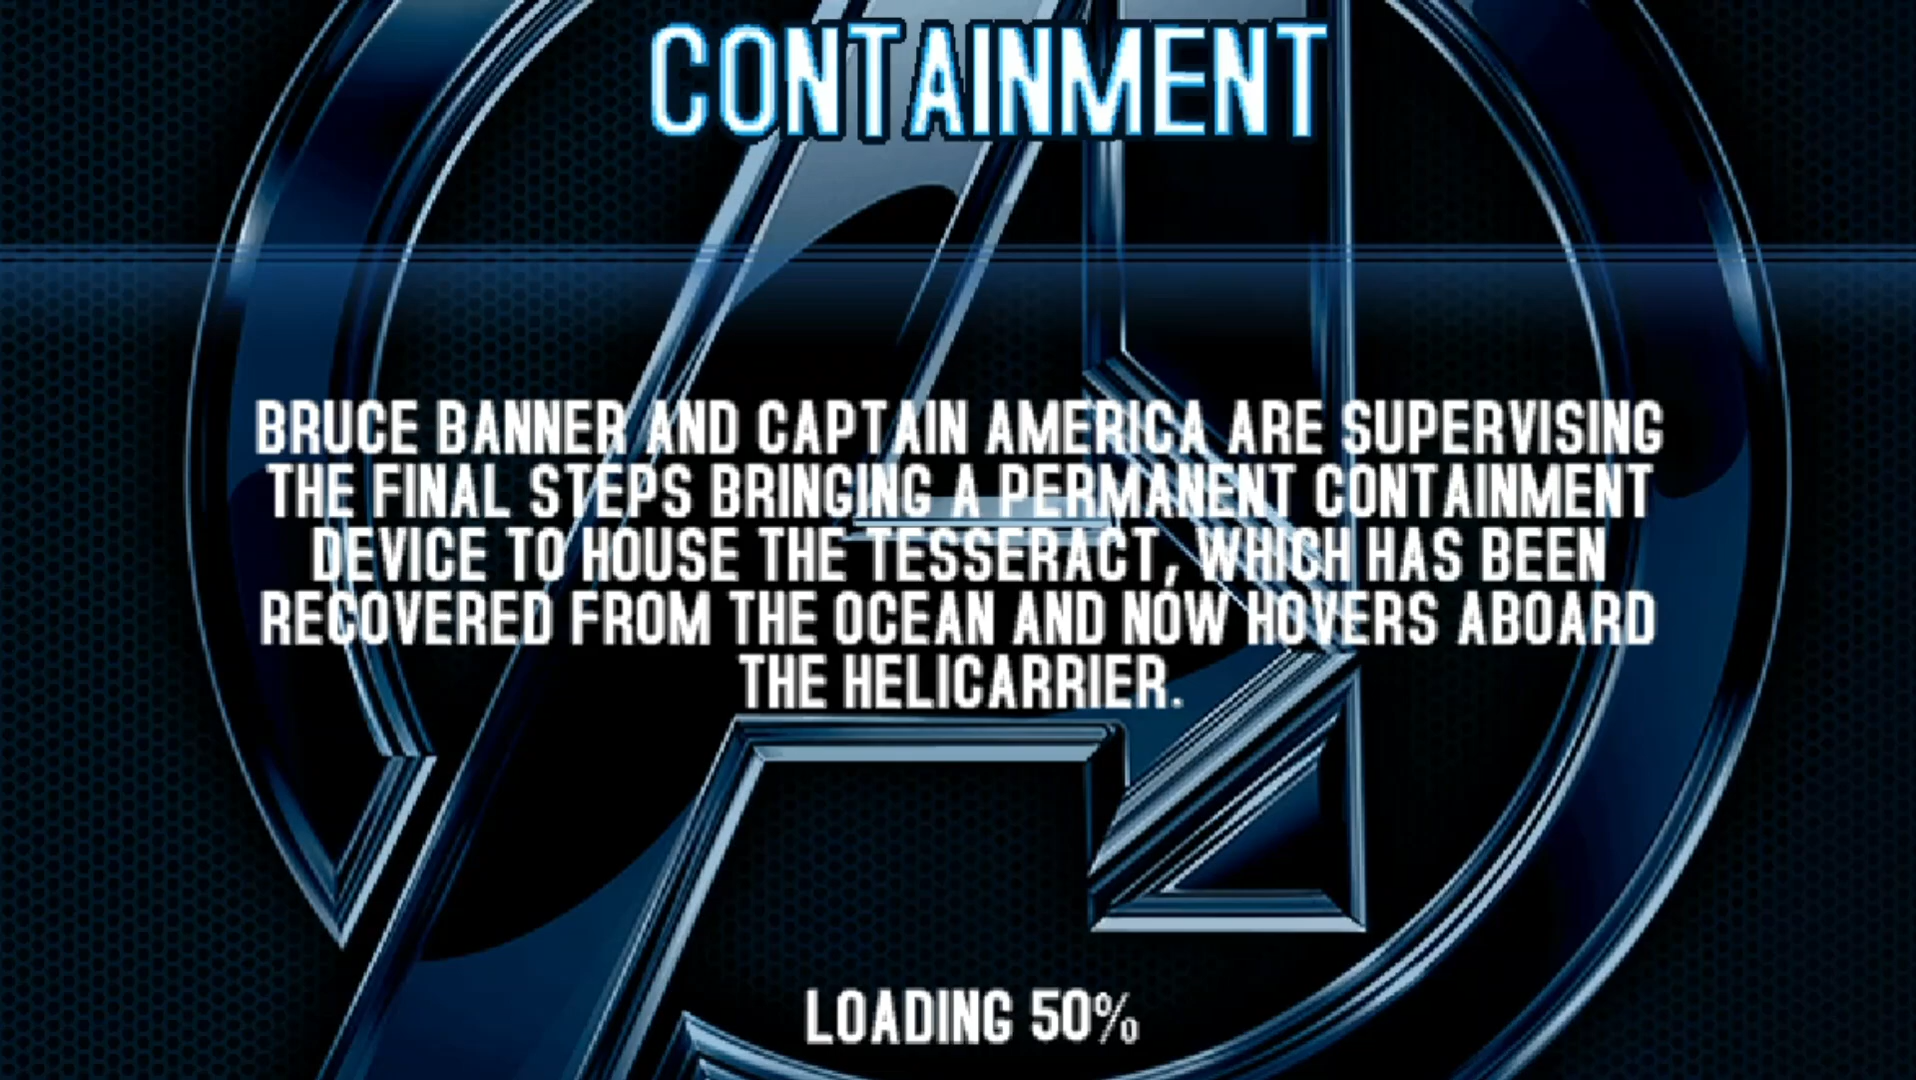 CONTAINMENT
BRUCE BANNER AND CAPTAIN AMERICA ARE SUPERVISING
THE FINAL STEPS BRINGING A PERMANENT CONTAINMENT
DEVICE TO HOUSE THE TESSERACT, WHICH HAS BEEN
RECOVERED FROM THE OCEAN AND NOW HOVERS ABOARD
THE HELICARRIER.
LOADING 50%